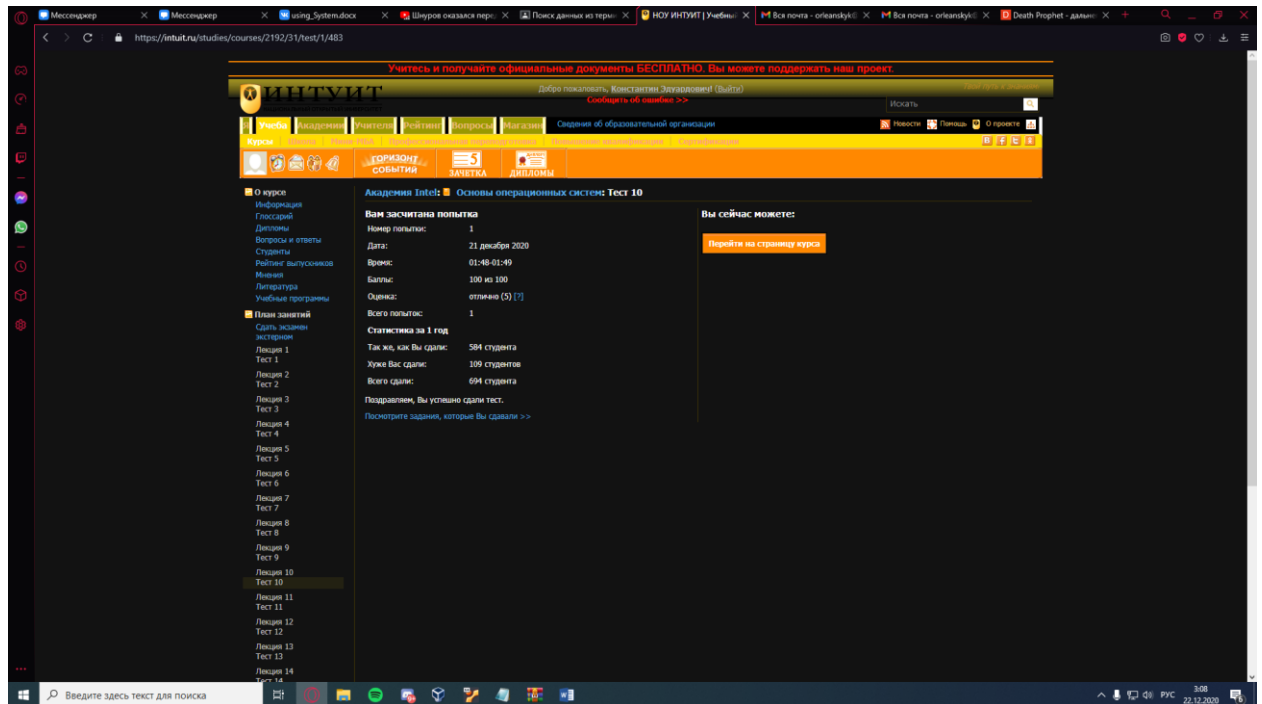 Мессенджер
Мессенджер
using_System.docx
Шнуров оказался пере
Поиск данных из терми
НОУ ИНТУИТ | Учебный
Вся почта - orleanskyk@
Вся почта - orleanskyk@
Death Prophet - дальне
https://intuit.ru/studies/courses/2192/31/test/1/483
Учитесь и получайте официальные документы БЕСПЛАТНО. Вы можете поддержать наш проект.
ИНТУИТ
Добро пожаловать, Константин Эдуардович! (Выйти)
Сообщить об ошибке >>
Искать
Учеба Академии Учителя Рейтинг Вопросы Магазин Сведения об образовательной организации
Новости Помощь О проекте
Курсы
ГОРИЗОНТ СОБЫТИЙ
5 ЗАЧЕТКА
ДИПЛОМЫ
О курсе
Информация
Глоссарий
Дипломы
Вопросы и ответы
Студенты
Рейтинг выпускников
Мнения
Литература
Учебные программы
План занятий
Сдать экзамен
экстерном
Лекция 1
Тест 1
Лекция 2
Тест 2
Лекция 3
Тест 3
Лекция 4
Тест 4
Лекция 5
Тест 5
Лекция 6
Тест 6
Лекция 7
Тест 7
Лекция 8
Тест 8
Лекция 9
Тест 9
Лекция 10
Тест 10
Лекция 11
Тест 11
Лекция 12
Тест 12
Лекция 13
Тест 13
Лекция 14
Тест 14
Академия Intel: Основы операционных систем: Тест 10
Вам засчитана попытка
Номер попытки: 1
Дата: 21 декабря 2020
Время: 01:48-01:49
Баллы: 100 из 100
Оценка: отлично (5) [?]
Всего попыток: 1
Статистика за 1 год
Так же, как Вы сдали: 584 студента
Хуже Вас сдали: 109 студентов
Всего сдали: 694 студента
Поздравляем, Вы успешно сдали тест.
Посмотрите задания, которые Вы сдавали >>
Вы сейчас можете:
Перейти на страницу курса
Введите здесь текст для поиска
РУС
3:08
22.12.2020